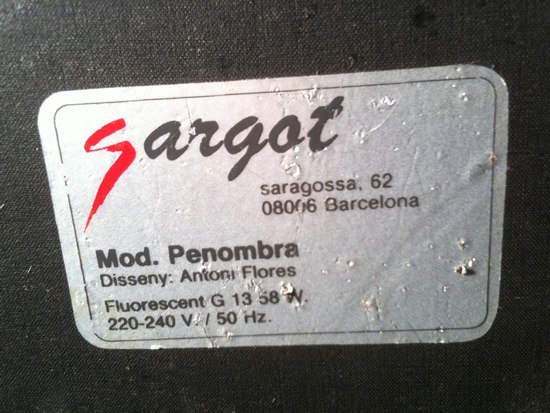 sargot
saragossa, 62
08006 Barcelona
Mod. Penombra
Disseny: Antoni Flores
Fluorescent G 13 58 W.
220-240 V. / 50 Hz.